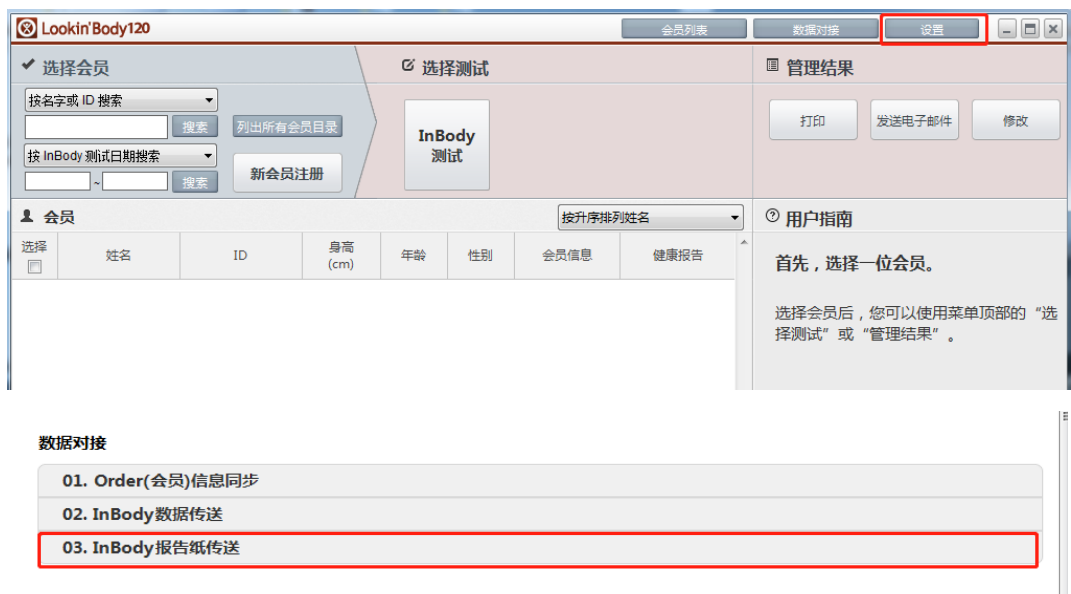 Lookin'Body120
会员列表
数据对接
设置
选择会员
选择测试
管理结果
按名字或 ID 搜索
搜索
列出所有会员目录
按 InBody 测试日期搜索
~
搜索
新会员注册
InBody
测试
打印
发送电子邮件
修改
会员
按升序排列姓名
用户指南
选择
姓名
ID
身高
(cm)
年龄
性别
会员信息
健康报告
首先，选择一位会员。
选择会员后，您可以使用菜单顶部的“选
择测试”或“管理结果”。
数据对接
01. Order(会员)信息同步
02. InBody数据传送
03. InBody报告纸传送